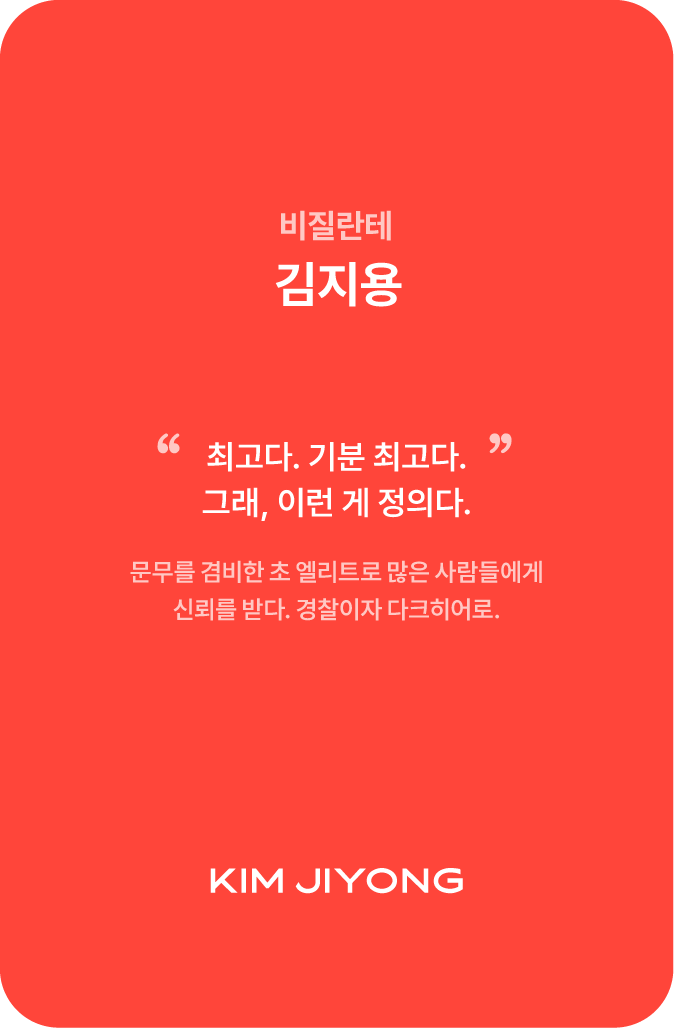 비질란테
김지용
“ 최고다. 기분 최고다. ”
그래, 이런 게 정의다.
문무를 겸비한 초 엘리트로 많은 사람들에게
신뢰를 받다. 경찰이자 다크히어로.
KIM JIYONG